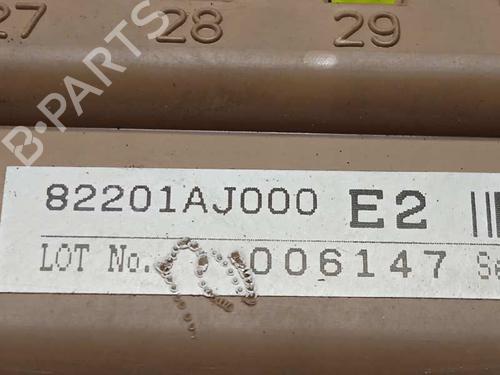 27 28 29
B-PARTS
82201AJ000 E2
LOT No. 006147